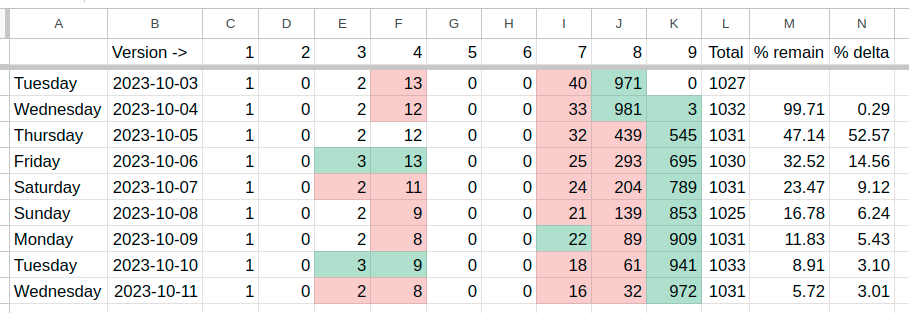 A B C D E F G H I J K L M N
Version -> 1 2 3 4 5 6 7 8 9 Total % remain % delta
Tuesday 2023-10-03 1 0 2 13 0 0 40 971 0 1027
Wednesday 2023-10-04 1 0 2 12 0 0 33 981 3 1032 99.71 0.29
Thursday 2023-10-05 1 0 2 12 0 0 32 439 545 1031 47.14 52.57
Friday 2023-10-06 1 0 3 13 0 0 25 293 695 1030 32.52 14.56
Saturday 2023-10-07 1 0 2 11 0 0 24 204 789 1031 23.47 9.12
Sunday 2023-10-08 1 0 2 9 0 0 21 139 853 1025 16.78 6.24
Monday 2023-10-09 1 0 2 8 0 0 22 89 909 1031 11.83 5.43
Tuesday 2023-10-10 1 0 3 9 0 0 18 61 941 1033 8.91 3.10
Wednesday 2023-10-11 1 0 2 8 0 0 16 32 972 1031 5.72 3.01